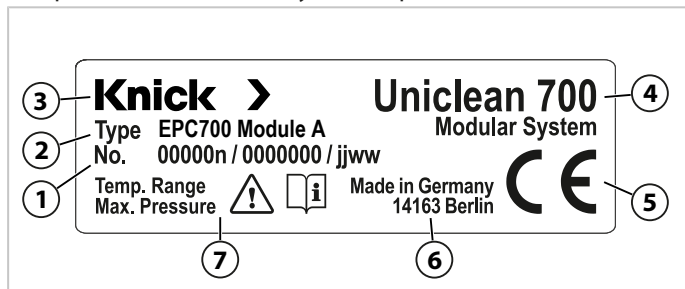 3 Knick > Uniclean 700 4
2 Type EPC700 Module A Modular System
1 No. 00000n / 0000000 / jjww
Temp. Range Made in Germany CE 5
Max. Pressure i 14163 Berlin
7 6